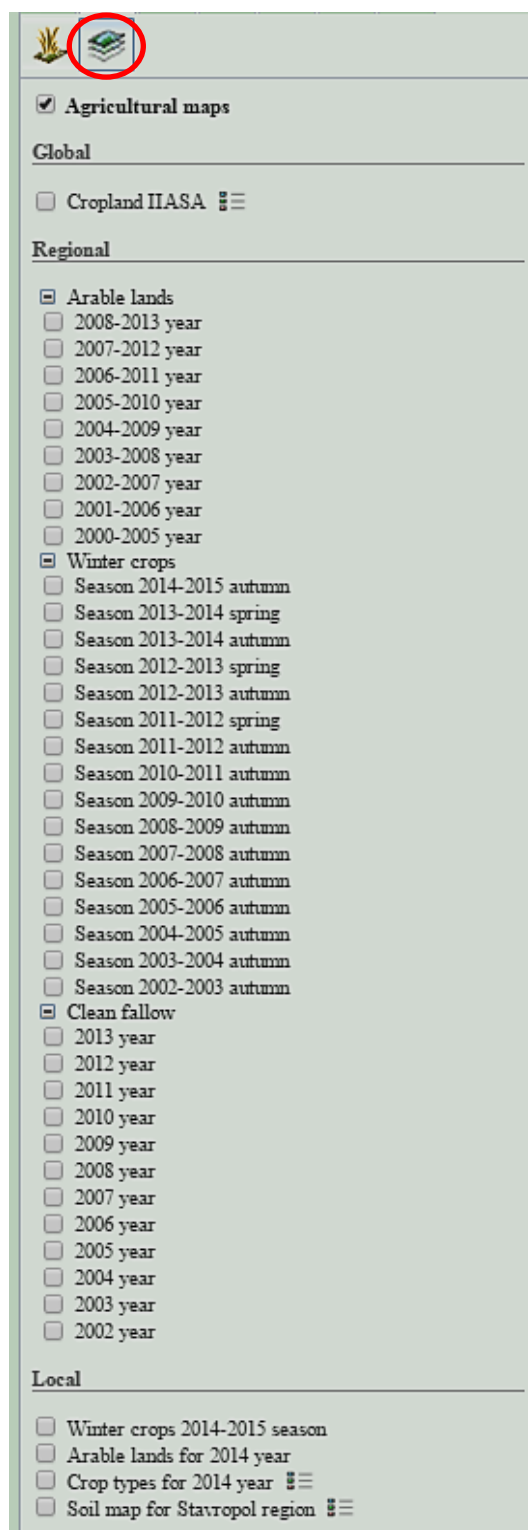 Agricultural maps
Global
Cropland IIASA
Regional
Arable lands
2008-2013 year
2007-2012 year
2006-2011 year
2005-2010 year
2004-2009 year
2003-2008 year
2002-2007 year
2001-2006 year
2000-2005 year
Winter crops
Season 2014-2015 autumn
Season 2013-2014 spring
Season 2013-2014 autumn
Season 2012-2013 spring
Season 2012-2013 autumn
Season 2011-2012 spring
Season 2011-2012 autumn
Season 2010-2011 autumn
Season 2009-2010 autumn
Season 2008-2009 autumn
Season 2007-2008 autumn
Season 2006-2007 autumn
Season 2005-2006 autumn
Season 2004-2005 autumn
Season 2003-2004 autumn
Season 2002-2003 autumn
Clean fallow
2013 year
2012 year
2011 year
2010 year
2009 year
2008 year
2007 year
2006 year
2005 year
2004 year
2003 year
2002 year
Local
Winter crops 2014-2015 season
Arable lands for 2014 year
Crop types for 2014 year
Soil map for Stavropol region